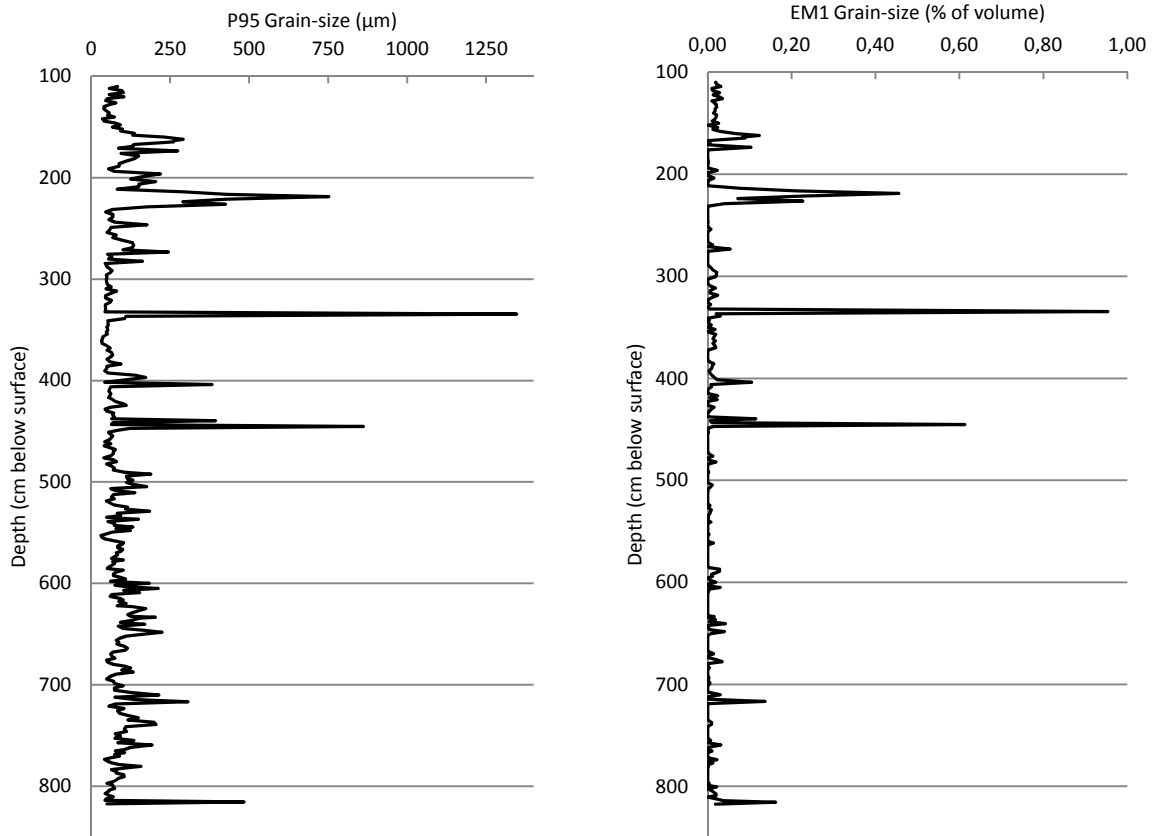 P95 Grain-size (µm)
0 250 500 750 1000 1250
100
200
300
400
500
600
700
800
Depth (cm below surface)
EM1 Grain-size (% of volume)
0,00 0,20 0,40 0,60 0,80 1,00
100
200
300
400
500
600
700
800
Depth (cm below surface)